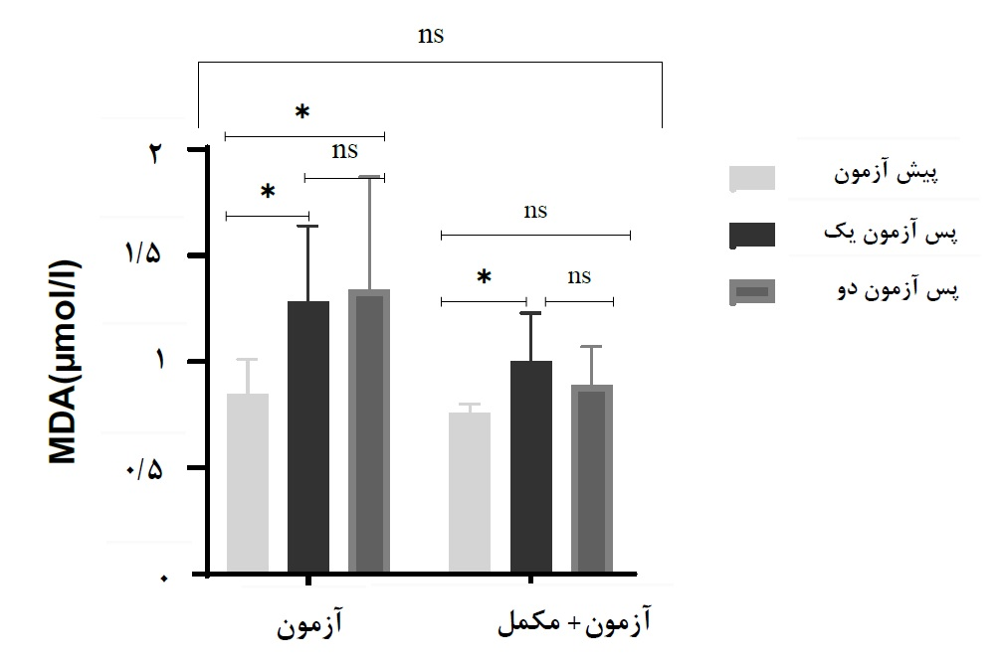 ns
*
ns
*
ns
*
ns
MDA(µmol/l)
۲
۱/۵
۱
۰/۵
۰
آزمون
آزمون + مکمل
پیش آزمون
پس آزمون یک
پس آزمون دو